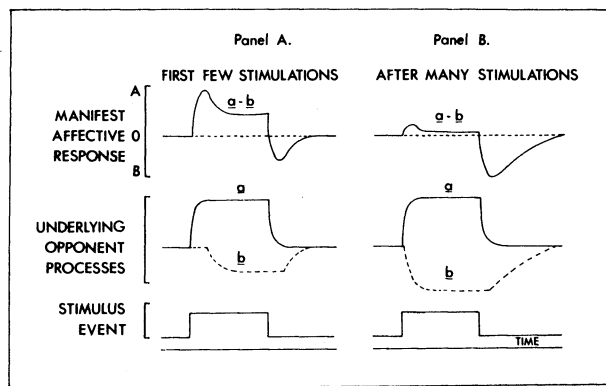 Panel A.
Panel B.
FIRST FEW STIMULATIONS
AFTER MANY STIMULATIONS
MANIFEST
AFFECTIVE
RESPONSE
A
0
B
a - b
a - b
UNDERLYING
OPPONENT
PROCESSES
a
b
a
b
STIMULUS
EVENT
TIME